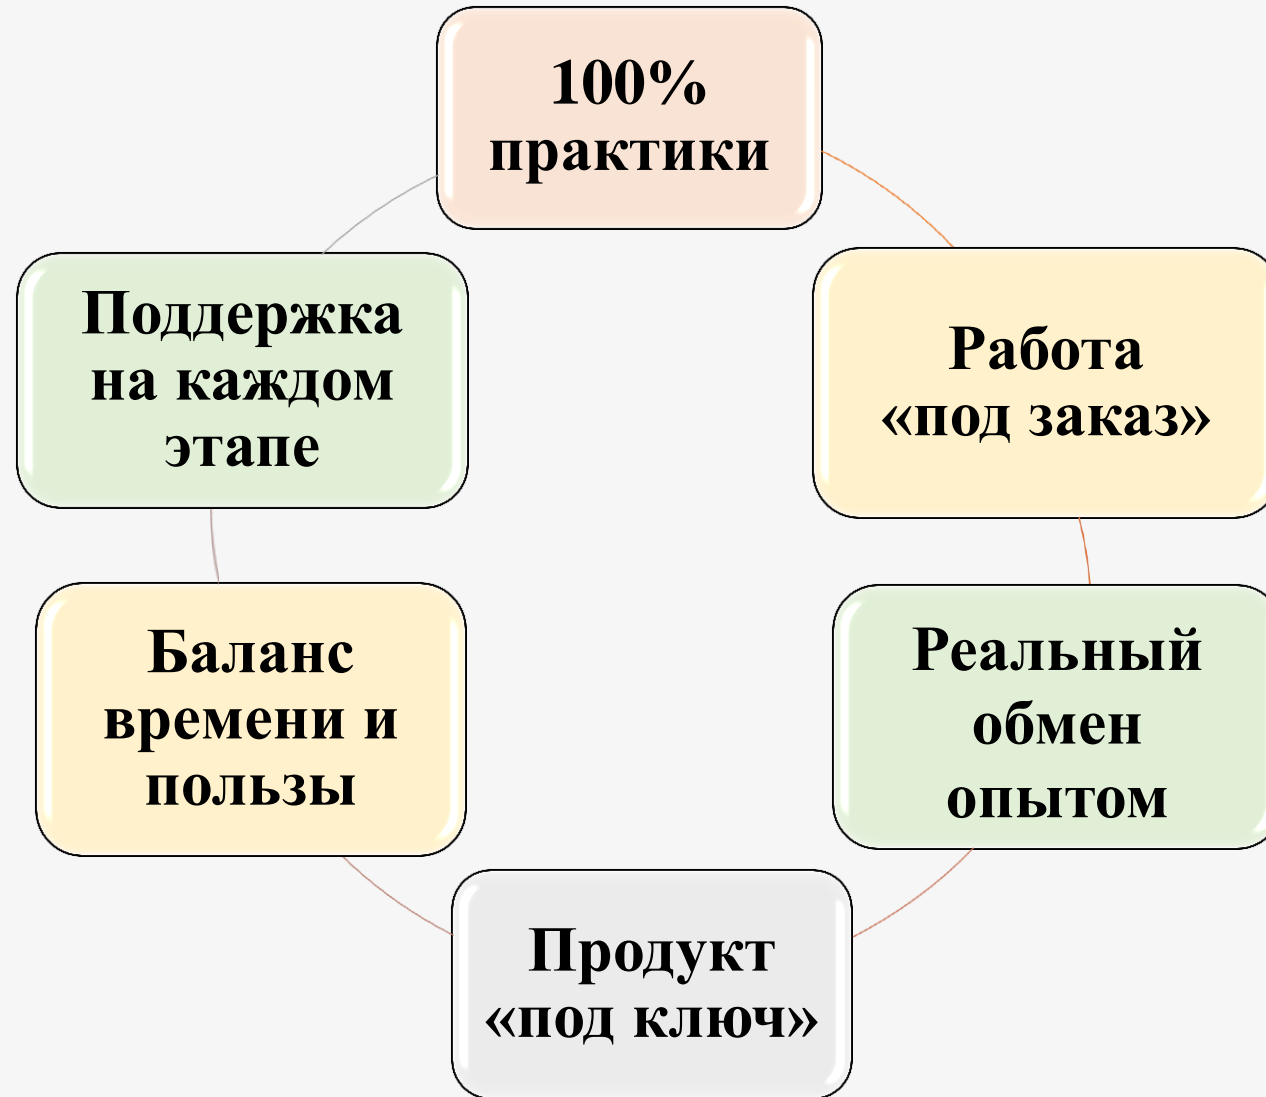 100%
практики
Работа
«под заказ»
Реальный
обмен
опытом
Продукт
«под ключ»
Баланс
времени и
пользы
Поддержка
на каждом
этапе